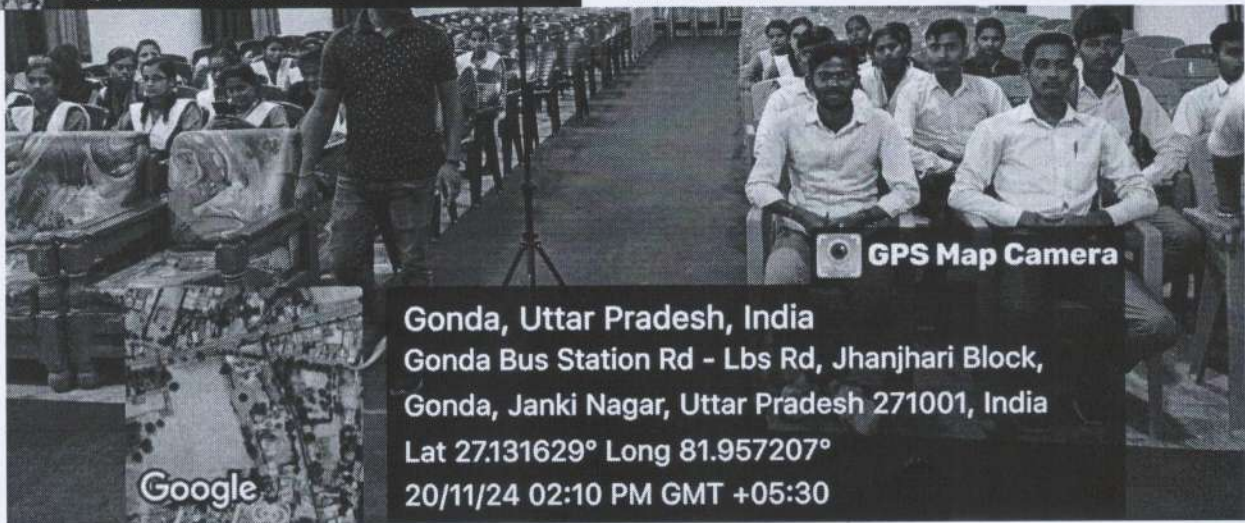 GPS Map Camera
Gonda, Uttar Pradesh, India
Gonda Bus Station Rd - Lbs Rd, Jhanjhari Block,
Gonda, Janki Nagar, Uttar Pradesh 271001, India
Lat 27.131629° Long 81.957207°
20/11/24 02:10 PM GMT +05:30
Google